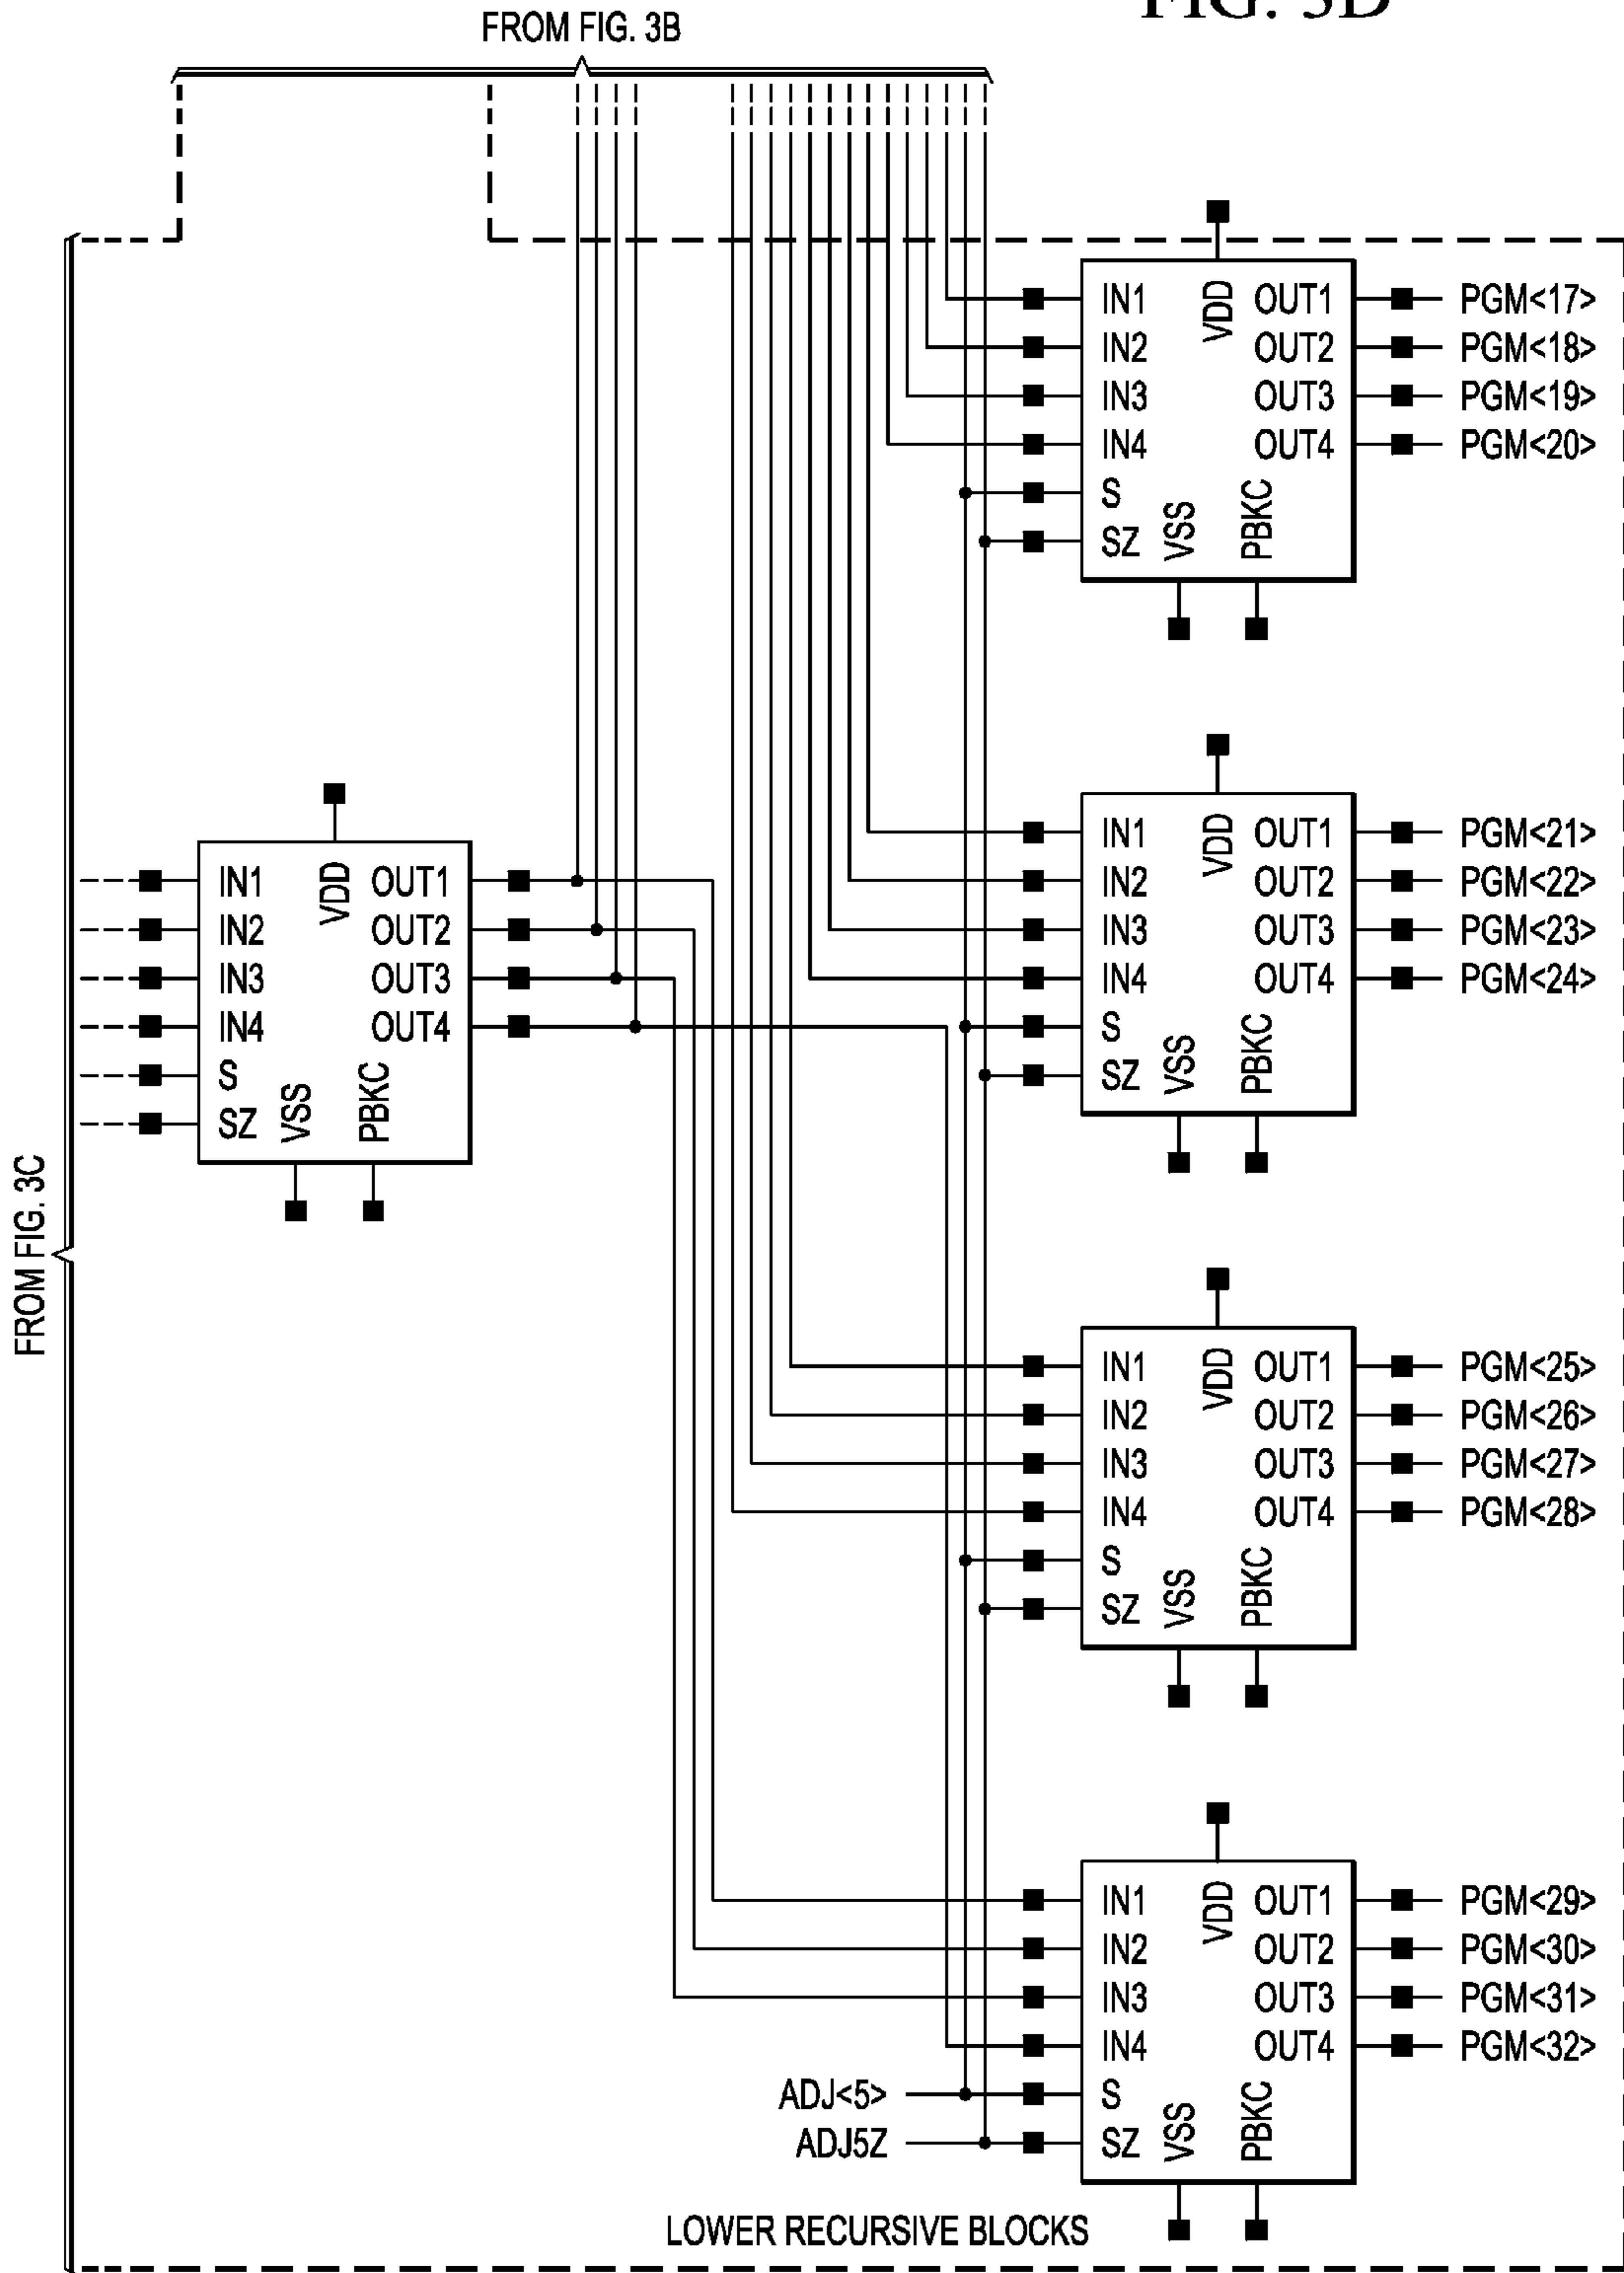 FIG. 3D
FROM FIG. 3B
IN1 VDD OUT1 PGM<17>
IN2 OUT2 PGM<18>
IN3 OUT3 PGM<19>
IN4 OUT4 PGM<20>
S VSS PBKC
SZ
IN1 VDD OUT1 PGM<21>
IN2 OUT2 PGM<22>
IN3 OUT3 PGM<23>
IN4 OUT4 PGM<24>
S VSS PBKC
SZ
IN1 VDD OUT1
IN2 OUT2
IN3 OUT3
IN4 OUT4
S VSS PBKC
SZ
FROM FIG. 3C
IN1 VDD OUT1 PGM<25>
IN2 OUT2 PGM<26>
IN3 OUT3 PGM<27>
IN4 OUT4 PGM<28>
S VSS PBKC
SZ
IN1 VDD OUT1 PGM<29>
IN2 OUT2 PGM<30>
IN3 OUT3 PGM<31>
IN4 OUT4 PGM<32>
ADJ<5> S VSS PBKC
ADJ5Z SZ
LOWER RECURSIVE BLOCKS